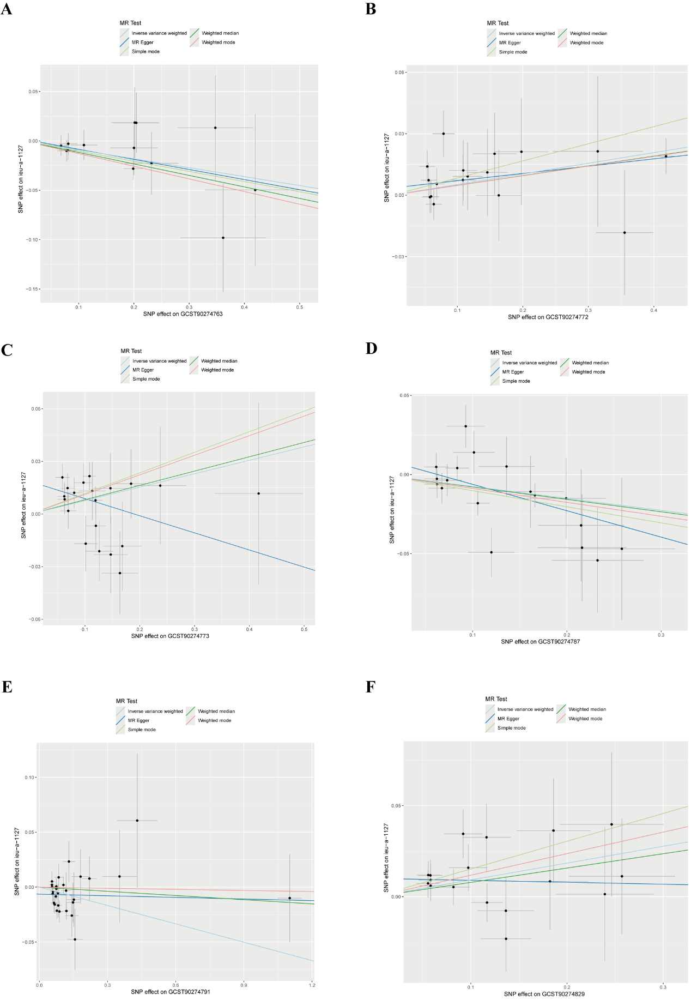 A
MR Test
Inverse variance weighted
Weighted median
MR Egger
Weighted mode
Simple mode
0.05
0.00
−0.05
−0.10
−0.15
SNP effect on ieu−a−1127
0.1 0.2 0.3 0.4 0.5
SNP effect on GCST90274763
B
MR Test
Inverse variance weighted
Weighted median
MR Egger
Weighted mode
Simple mode
0.06
0.03
0.00
−0.03
SNP effect on ieu−a−1127
0.1 0.2 0.3 0.4
SNP effect on GCST90274772
C
MR Test
Inverse variance weighted
Weighted median
MR Egger
Weighted mode
Simple mode
0.06
0.03
0.00
−0.03
−0.06
SNP effect on ieu−a−1127
0.1 0.2 0.3 0.4 0.5
SNP effect on GCST90274773
D
MR Test
Inverse variance weighted
Weighted median
MR Egger
Weighted mode
Simple mode
0.05
0.00
−0.05
SNP effect on ieu−a−1127
0.1 0.2 0.3
SNP effect on GCST90274787
E
MR Test
Inverse variance weighted
Weighted median
MR Egger
Weighted mode
Simple mode
0.10
0.05
0.00
−0.05
SNP effect on ieu−a−1127
0.0 0.3 0.6 0.9 1.2
SNP effect on GCST90274791
F
MR Test
Inverse variance weighted
Weighted median
MR Egger
Weighted mode
Simple mode
0.05
0.00
SNP effect on ieu−a−1127
0.1 0.2 0.3
SNP effect on GCST90274829